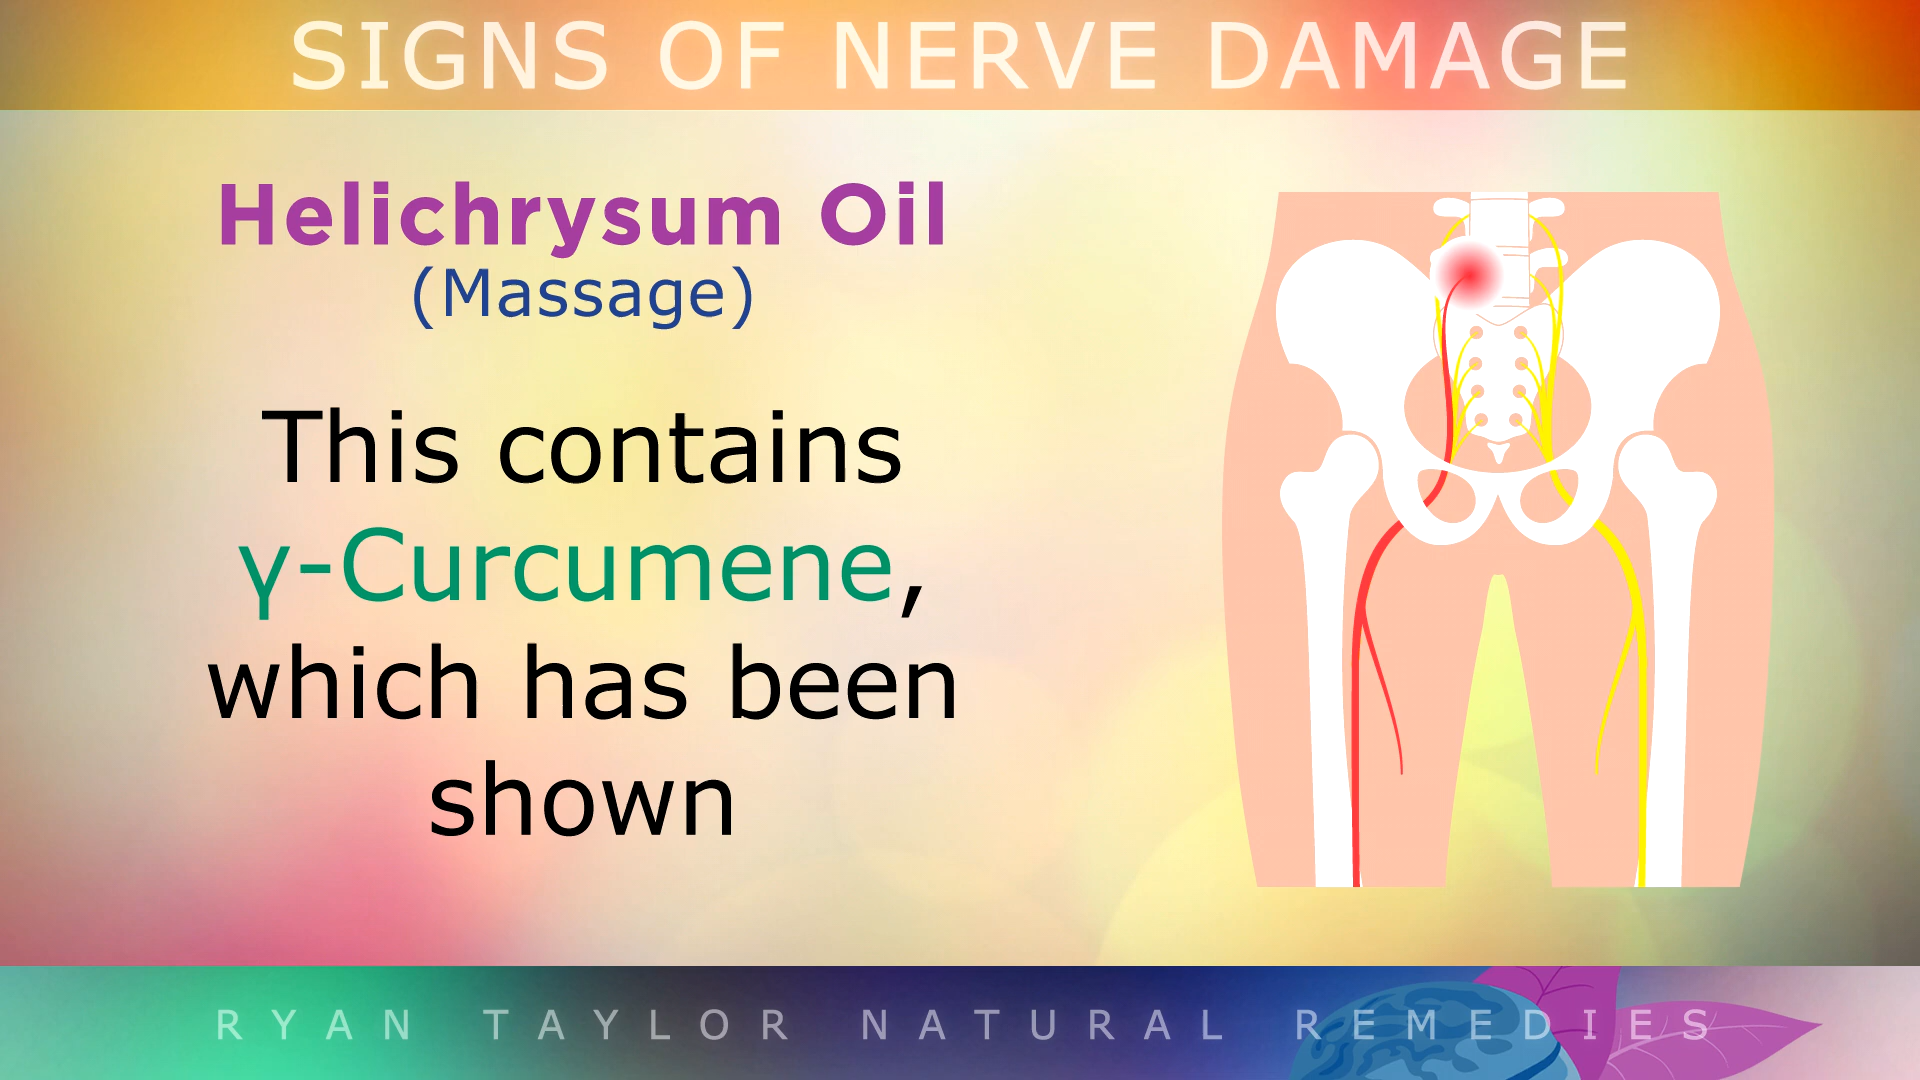 SIGNS OF NERVE DAMAGE
Helichrysum Oil
(Massage)
This contains
γ-Curcumene,
which has been
shown
RYAN TAYLOR NATURAL REMEDIES